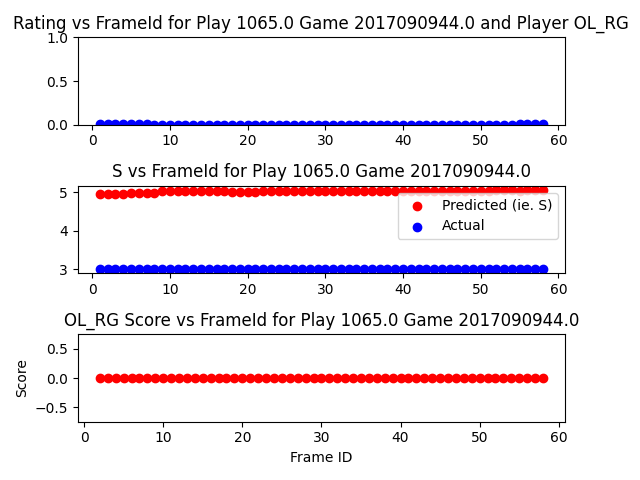 Rating vs FrameId for Play 1065.0 Game 2017090944.0 and Player OL_RG
1.0
0.5
0.0
0 10 20 30 40 50 60
S vs FrameId for Play 1065.0 Game 2017090944.0
5
4
3
Predicted (ie. S)
Actual
0 10 20 30 40 50 60
OL_RG Score vs FrameId for Play 1065.0 Game 2017090944.0
Score
0.5
0.0
−0.5
0 10 20 30 40 50 60
Frame ID